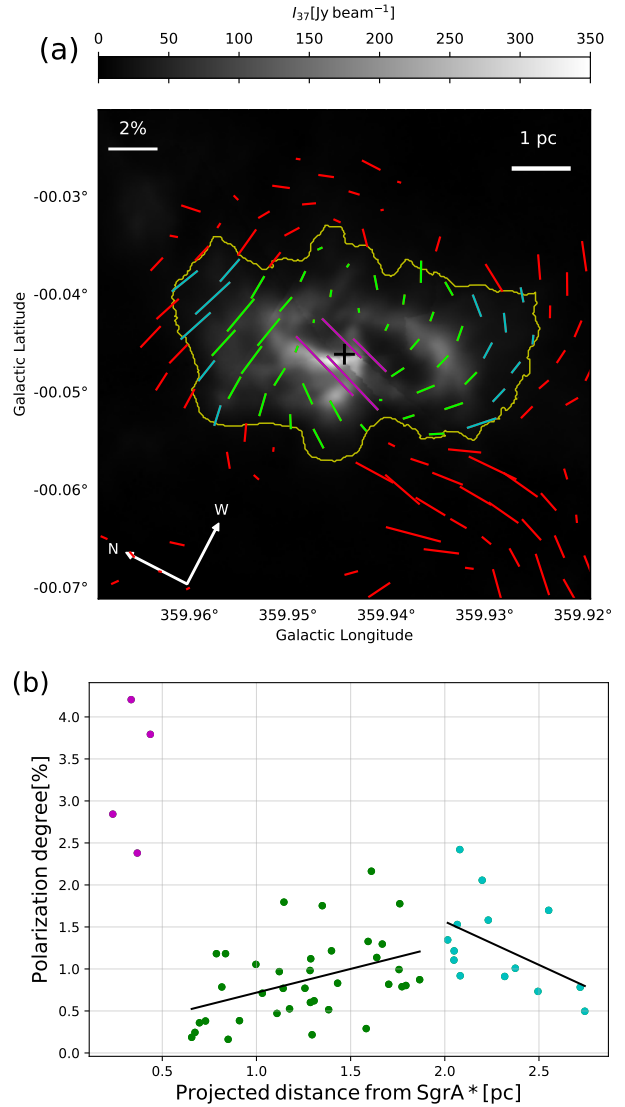 I37[Jy beam−1]
(a)
0 50 100 150 200 250 300 350
2%
1 pc
-00.03°
-00.04°
-00.05°
-00.06°
-00.07°
Galactic Latitude
W
N
359.96° 359.95° 359.94° 359.93° 359.92°
Galactic Longitude
(b)
4.0
3.5
3.0
2.5
2.0
1.5
1.0
0.5
0.0
Polarization degree[%]
0.5 1.0 1.5 2.0 2.5
Projected distance from SgrA * [pc]